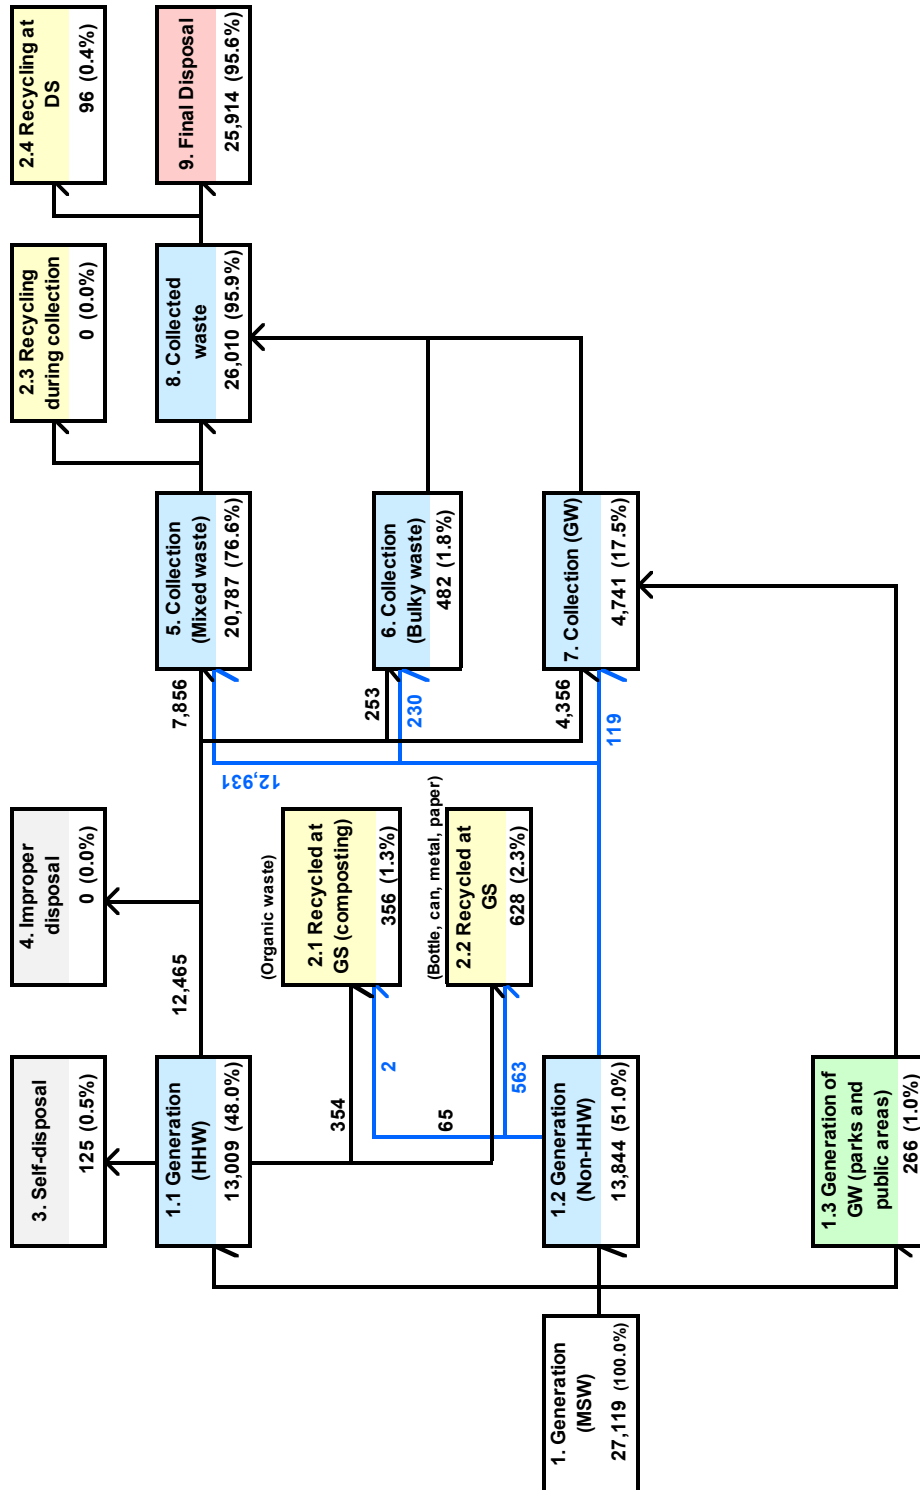 1. Generation
(MSW)
27,119 (100.0%)
3. Self-disposal
125 (0.5%)
1.1 Generation
(HHW)
13,009 (48.0%)
1.2 Generation
(Non-HHW)
13,844 (51.0%)
1.3 Generation of
GW (parks and
public areas)
266 (1.0%)
12,465
354
2
65
563
4. Improper
disposal
0 (0.0%)
(Organic waste)
2.1 Recycled at
GS (composting)
356 (1.3%)
(Bottle, can, metal, paper)
2.2 Recycled at
GS
628 (2.3%)
12,931
7,856
253
230
4,356
119
5. Collection
(Mixed waste)
20,787 (76.6%)
6. Collection
(Bulky waste)
482 (1.8%)
7. Collection (GW)
4,741 (17.5%)
2.3 Recycling
during collection
0 (0.0%)
8. Collected
waste
26,010 (95.9%)
2.4 Recycling at
DS
96 (0.4%)
9. Final Disposal
25,914 (95.6%)